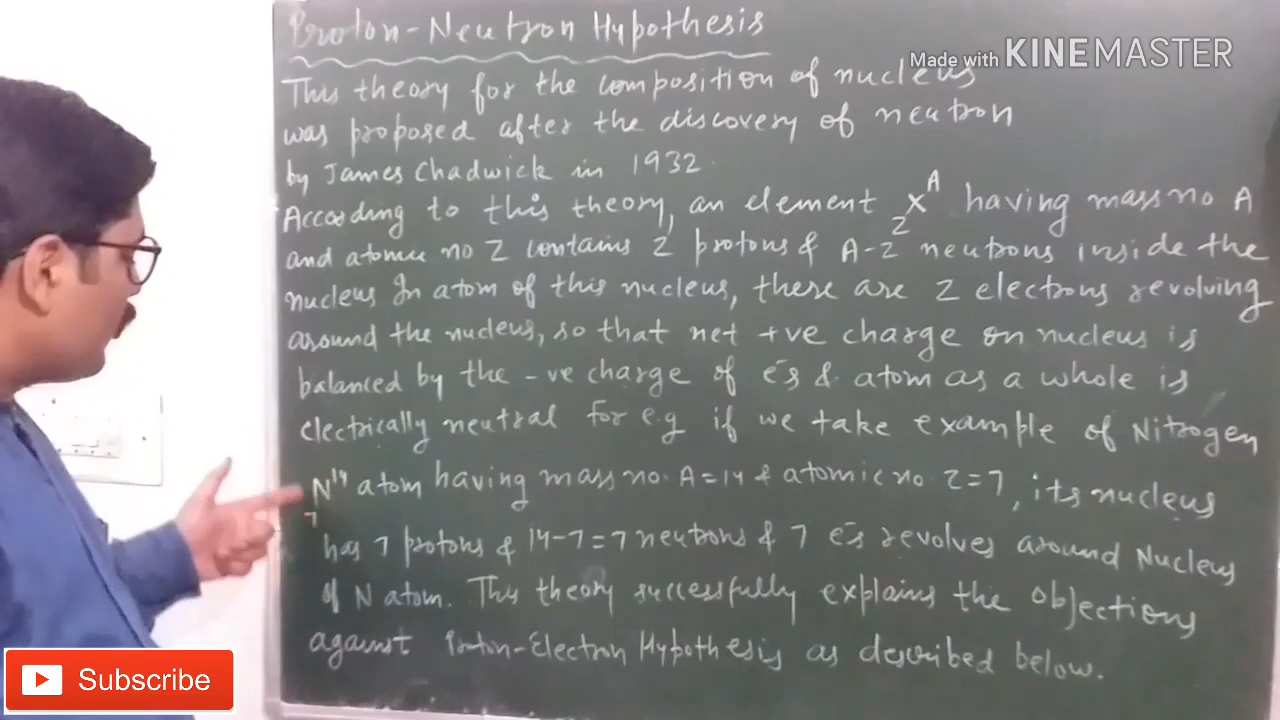 Proton-Neutron Hypothesis
Made with KINEMASTER
This theory for the composition of nucleus
was proposed after the discovery of neutron
by James Chadwick in 1932.
According to this theory, an element ZXᴬ having mass no A
and atomic no Z contains Z protons & A-Z neutrons inside the
nucleus In atom of this nucleus, there are Z electrons revolving
around the nucleus, so that net +ve charge on nucleus is
balanced by the -ve charge of e⁻s & atom as a whole is
electrically neutral for e.g if we take example of Nitrogen
₇N¹⁴ atom having mass no. A=14 & atomic no. Z=7, its nucleus
has 7 protons & 14-7=7 neutrons & 7 e⁻s revolves around Nucleus
of N atom. This theory successfully explains the objections
against Proton-Electron Hypothesis as described below.
Subscribe